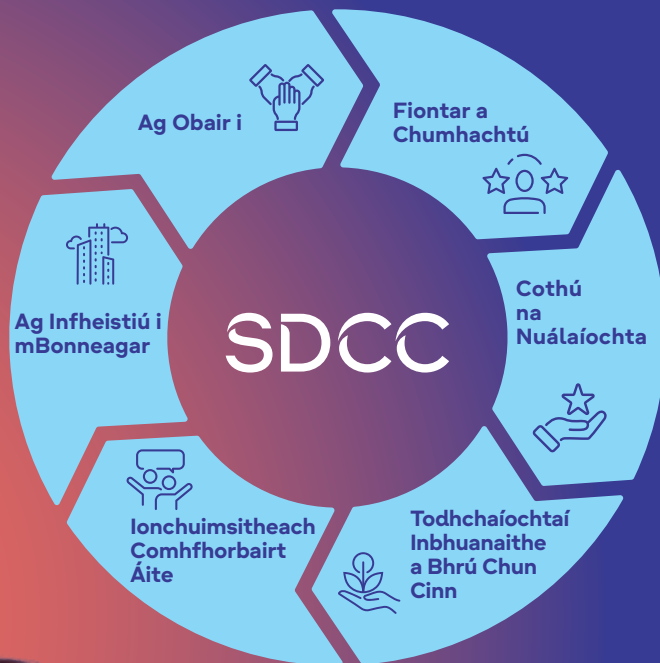 Ag Obair i
Fiontar a
Chumhachtú
Cothú
na
Nuálaíochta
Todhchaíochtaí
Inbhuanaithe
a Bhrú Chun
Cinn
Ionchuimsitheach
Comhfhorbairt
Áite
Ag Infheistiú i
mBonneagar
SDCC